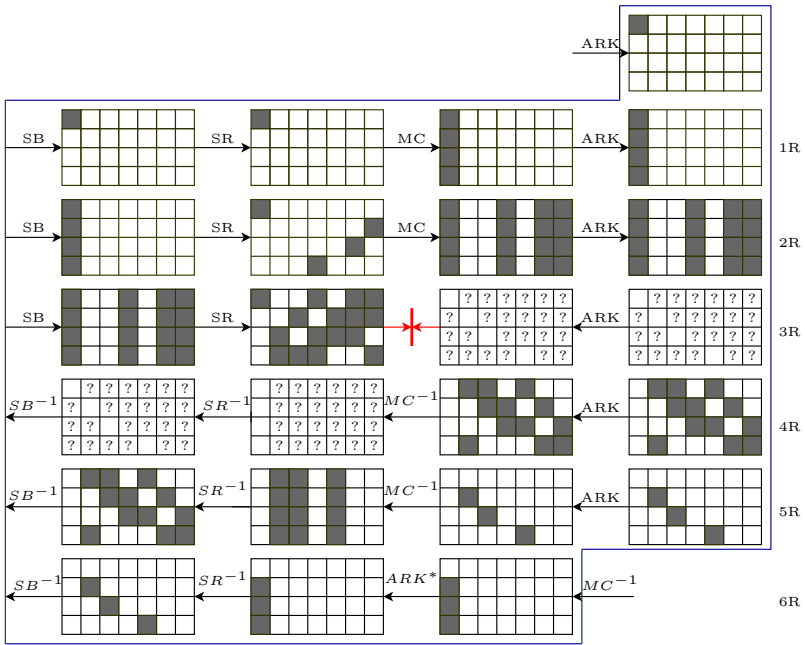 ARK
SB SR MC ARK 1R
SB SR MC ARK 2R
? ? ? ? ? ? ? ? ? ? ? ?
SB SR ARK 3R
? ? ? ? ? ? ? ? ? ? ? ?
? ? ? ? ? ? ? ? ? ? ? ?
? ? ? ? ? ? ? ? ? ? ? ?
? ? ? ? ? ? ? ? ? ? ? ?
SB⁻¹ SR⁻¹ MC⁻¹ ARK 4R
? ? ? ? ? ? ? ? ? ? ? ?
? ? ? ? ? ? ? ? ? ? ? ?
? ? ? ? ? ? ? ? ? ? ? ?
SB⁻¹ SR⁻¹ MC⁻¹ ARK 5R
SB⁻¹ SR⁻¹ ARK* MC⁻¹ 6R